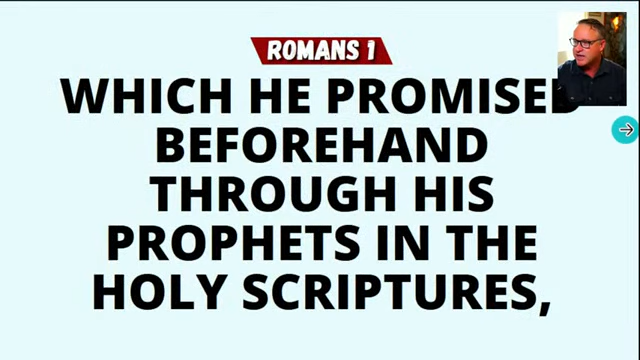 ROMANS 1
WHICH HE PROMISED
BEFOREHAND
THROUGH HIS
PROPHETS IN THE
HOLY SCRIPTURES,